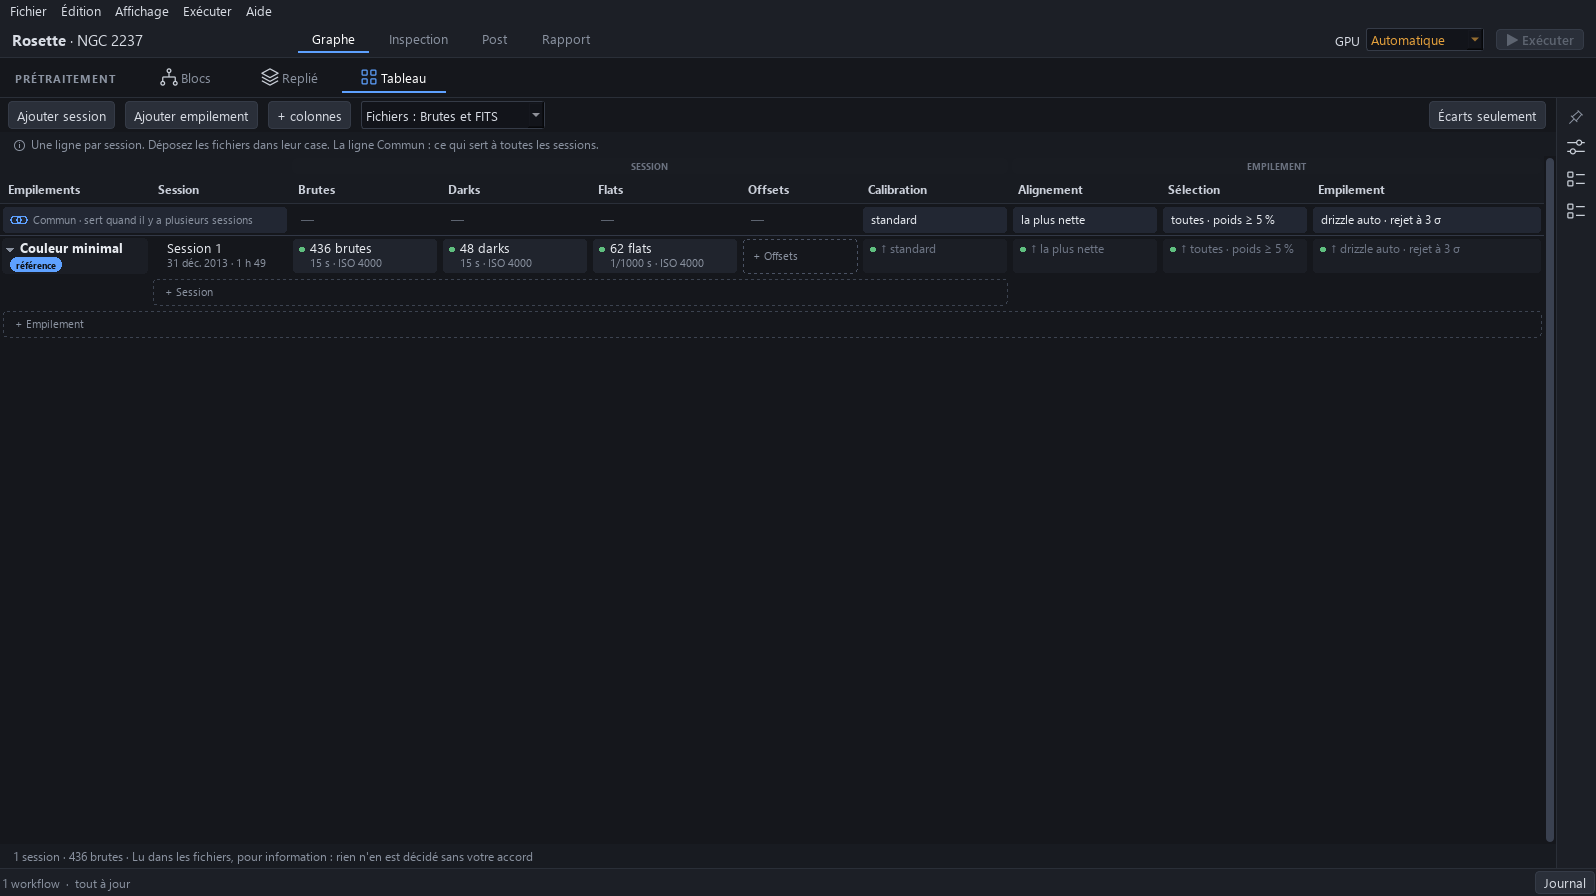 Fichier Édition Affichage Exécuter Aide
Rosette · NGC 2237 Graphe Inspection Post Rapport GPU Automatique Exécuter
PRÉTRAITEMENT Blocs Replié Tableau
Ajouter session Ajouter empilement + colonnes Fichiers : Brutes et FITS Écarts seulement
Une ligne par session. Déposez les fichiers dans leur case. La ligne Commun : ce qui sert à toutes les sessions.
SESSION EMPILEMENT
Empilements Session Brutes Darks Flats Offsets Calibration Alignement Sélection Empilement
Commun · sert quand il y a plusieurs sessions — — — — standard la plus nette toutes · poids ≥ 5 % drizzle auto · rejet à 3 σ
Couleur minimal Session 1 436 brutes 48 darks 62 flats + Offsets ↑ standard ↑ la plus nette ↑ toutes · poids ≥ 5 % ↑ drizzle auto · rejet à 3 σ
référence 31 déc. 2013 · 1 h 49 15 s · ISO 4000 15 s · ISO 4000 1/1000 s · ISO 4000
+ Session
+ Empilement
1 session · 436 brutes · Lu dans les fichiers, pour information : rien n'en est décidé sans votre accord
1 workflow · tout à jour Journal